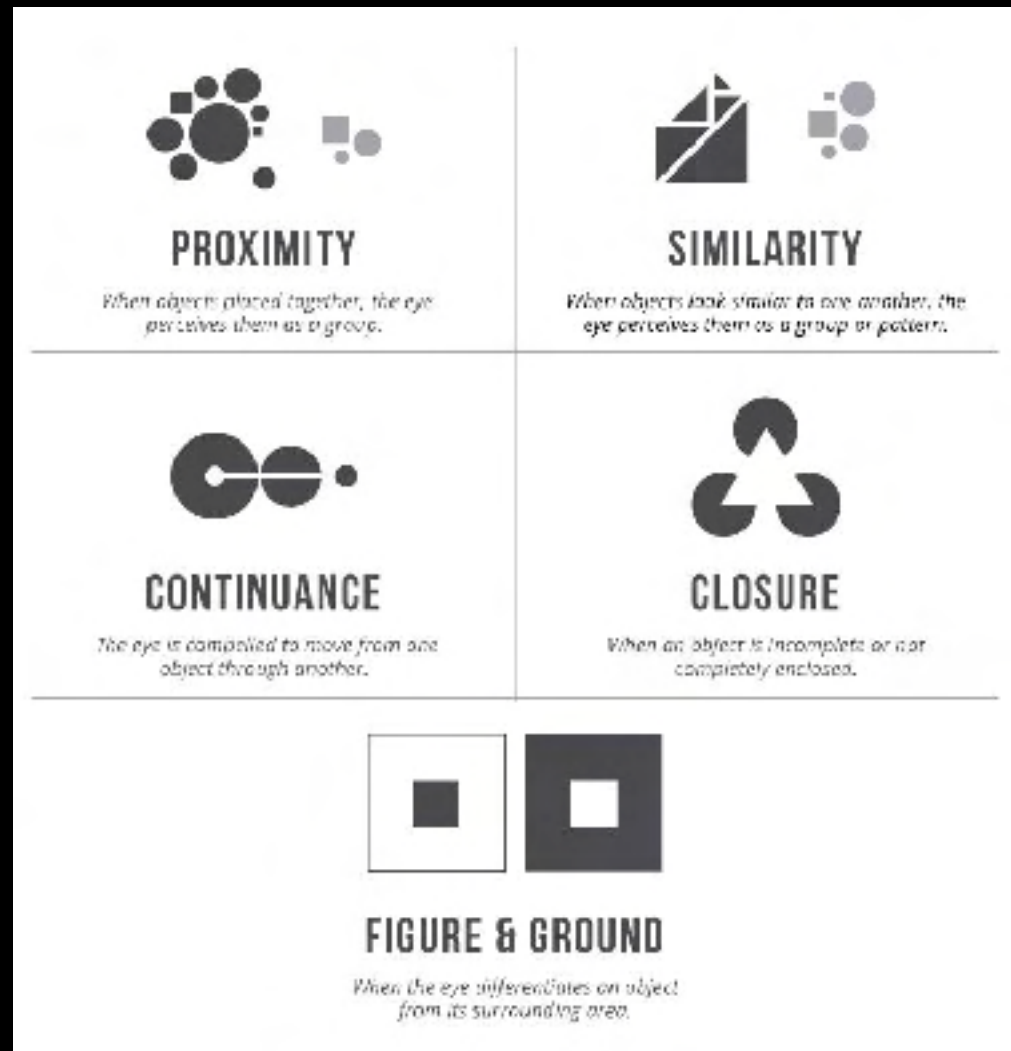 PROXIMITY
When objects placed together, the eye
perceives them as a group.
SIMILARITY
When objects look similar to one another, the
eye perceives them as a group or pattern.
CONTINUANCE
The eye is compelled to move from one
object through another.
CLOSURE
When an object is incomplete or not
completely enclosed.
FIGURE & GROUND
When the eye differentiates an object
from its surrounding area.